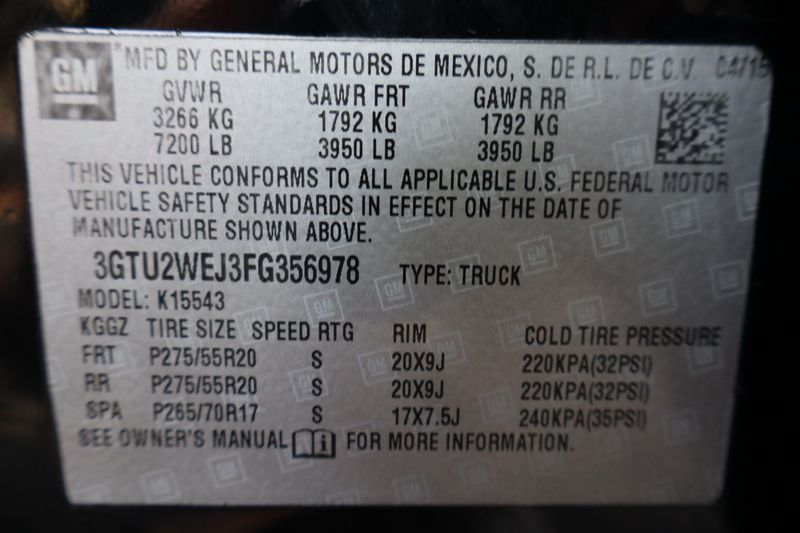 GM
MFD BY GENERAL MOTORS DE MEXICO, S. DE R.L. DE C.V. 04/15
GVWR GAWR FRT GAWR RR
3266 KG 1792 KG 1792 KG
7200 LB 3950 LB 3950 LB
THIS VEHICLE CONFORMS TO ALL APPLICABLE U.S. FEDERAL MOTOR
VEHICLE SAFETY STANDARDS IN EFFECT ON THE DATE OF
MANUFACTURE SHOWN ABOVE.
3GTU2WEJ3FG356978 TYPE: TRUCK
MODEL: K15543
KGGZ TIRE SIZE SPEED RTG RIM COLD TIRE PRESSURE
FRT P275/55R20 S 20X9J 220KPA(32PSI)
RR P275/55R20 S 20X9J 220KPA(32PSI)
SPA P265/70R17 S 17X7.5J 240KPA(35PSI)
SEE OWNER'S MANUAL i FOR MORE INFORMATION.